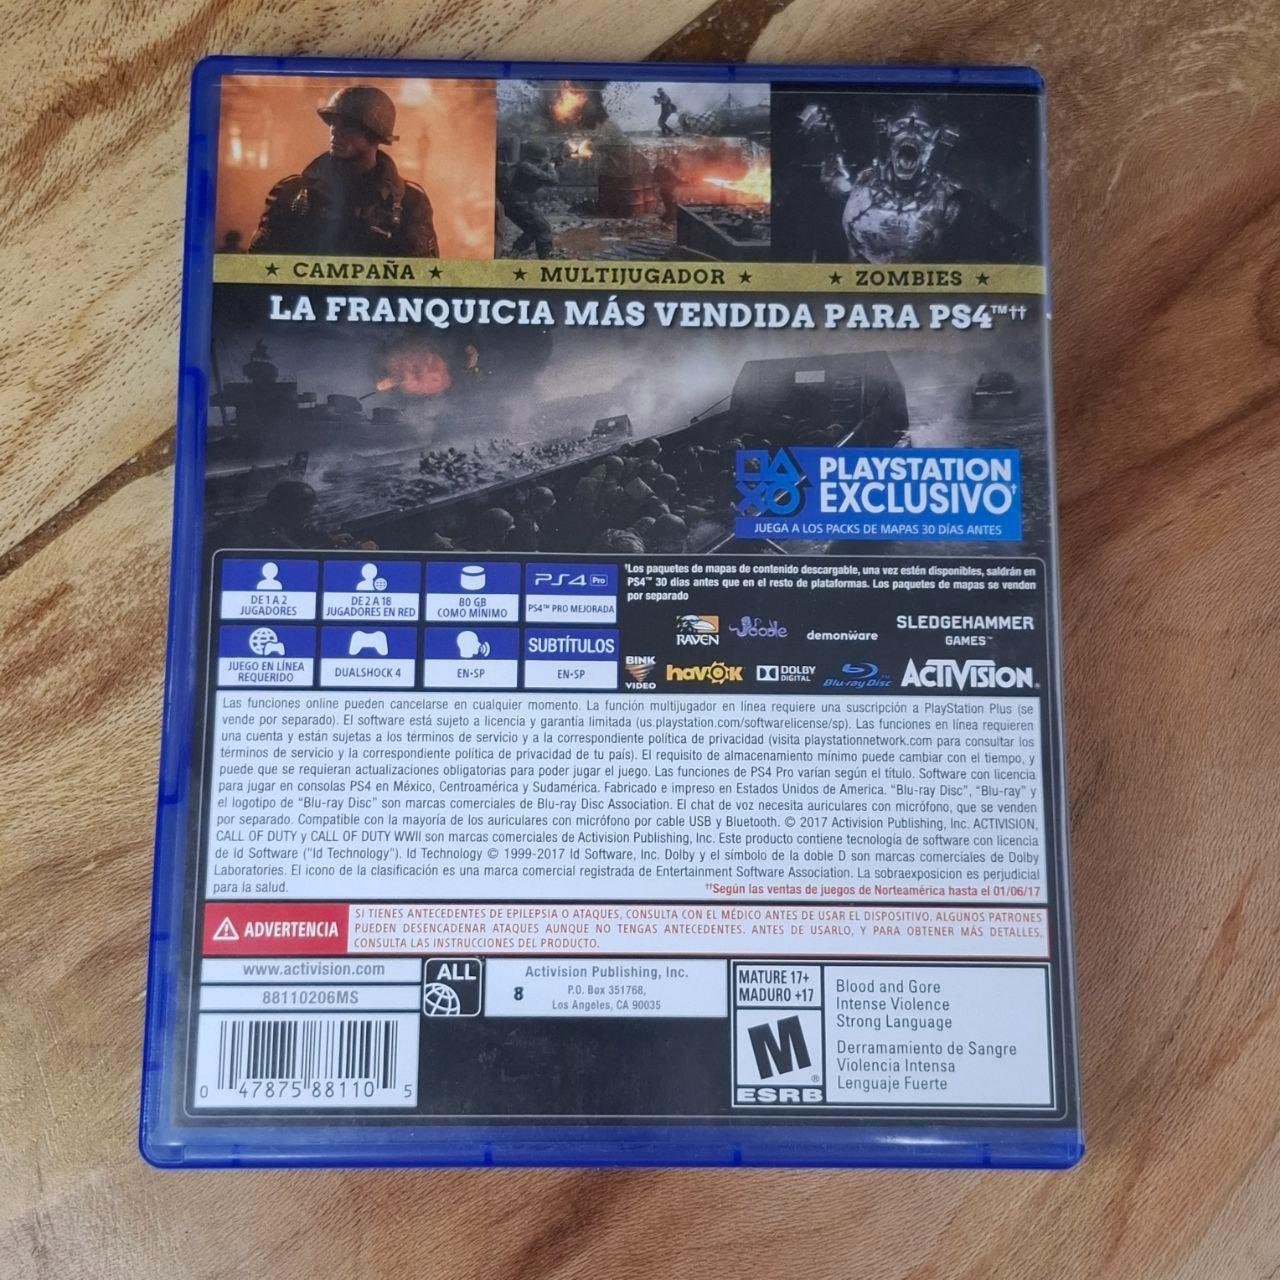 ★ CAMPAÑA ★ ★ MULTIJUGADOR ★ ★ ZOMBIES ★
LA FRANQUICIA MÁS VENDIDA PARA PS4™††
PLAYSTATION
EXCLUSIVO†
JUEGA A LOS PACKS DE MAPAS 30 DÍAS ANTES
DE 1 A 2
JUGADORES
DE 2 A 18
JUGADORES EN RED
80 GB
COMO MÍNIMO
PS4 Pro
PS4™ PRO MEJORADA
JUEGO EN LÍNEA
REQUERIDO
DUALSHOCK 4
EN•SP
SUBTÍTULOS
EN•SP
†Los paquetes de mapas de contenido descargable, una vez estén disponibles, saldrán en
PS4™ 30 días antes que en el resto de plataformas. Los paquetes de mapas se venden
por separado
RAVEN
Woodle
demonware
SLEDGEHAMMER
GAMES™
BINK
VIDEO
havok
DOLBY
DIGITAL
Blu-ray Disc™
ACTIVISION®
Las funciones online pueden cancelarse en cualquier momento. La función multijugador en línea requiere una suscripción a PlayStation Plus (se
vende por separado). El software está sujeto a licencia y garantía limitada (us.playstation.com/softwarelicense/sp). Las funciones en línea requieren
una cuenta y están sujetas a los términos de servicio y a la correspondiente política de privacidad (visita playstationnetwork.com para consultar los
términos de servicio y la correspondiente política de privacidad de tu país). El requisito de almacenamiento mínimo puede cambiar con el tiempo, y
puede que se requieran actualizaciones obligatorias para poder jugar el juego. Las funciones de PS4 Pro varían según el título. Software con licencia
para jugar en consolas PS4 en México, Centroamérica y Sudamérica. Fabricado e impreso en Estados Unidos de America. "Blu-ray Disc", "Blu-ray" y
el logotipo de "Blu-ray Disc" son marcas comerciales de Blu-ray Disc Association. El chat de voz necesita auriculares con micrófono, que se venden
por separado. Compatible con la mayoría de los auriculares con micrófono por cable USB y Bluetooth. © 2017 Activision Publishing, Inc. ACTIVISION,
CALL OF DUTY y CALL OF DUTY WWII son marcas comerciales de Activision Publishing, Inc. Este producto contiene tecnología de software con licencia
de Id Software ("Id Technology"). Id Technology © 1999-2017 Id Software, Inc. Dolby y el símbolo de la doble D son marcas comerciales de Dolby
Laboratories. El icono de la clasificación es una marca comercial registrada de Entertainment Software Association. La sobraexposicion es perjudicial
para la salud.
††Según las ventas de juegos de Norteamérica hasta el 01/06/17
ADVERTENCIA
SI TIENES ANTECEDENTES DE EPILEPSIA O ATAQUES, CONSULTA CON EL MÉDICO ANTES DE USAR EL DISPOSITIVO. ALGUNOS PATRONES
PUEDEN DESENCADENAR ATAQUES AUNQUE NO TENGAS ANTECEDENTES. ANTES DE USARLO, Y PARA OBTENER MÁS DETALLES,
CONSULTA LAS INSTRUCCIONES DEL PRODUCTO.
www.activision.com
88110206MS
0 47875 88110 5
ALL
8
Activision Publishing, Inc.
P.O. Box 351768,
Los Angeles, CA 90035
MATURE 17+
MADURO +17
M®
ESRB
Blood and Gore
Intense Violence
Strong Language
Derramamiento de Sangre
Violencia Intensa
Lenguaje Fuerte